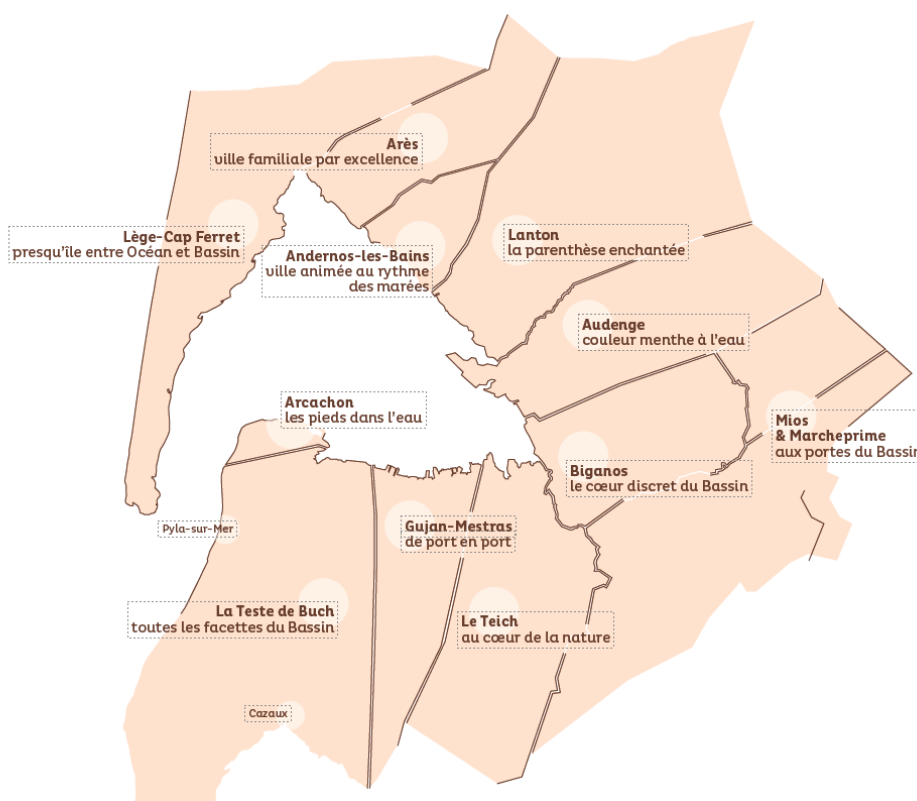 Arès
ville familiale par excellence
Lège-Cap Ferret
presqu'île entre Océan et Bassin
Andernos-les-Bains
ville animée au rythme
des marées
Lanton
la parenthèse enchantée
Audenge
couleur menthe à l'eau
Arcachon
les pieds dans l'eau
Mios
& Marcheprime
aux portes du Bassin
Biganos
le cœur discret du Bassin
Pyla-sur-Mer
Gujan-Mestras
de port en port
La Teste de Buch
toutes les facettes du Bassin
Le Teich
au cœur de la nature
Cazaux